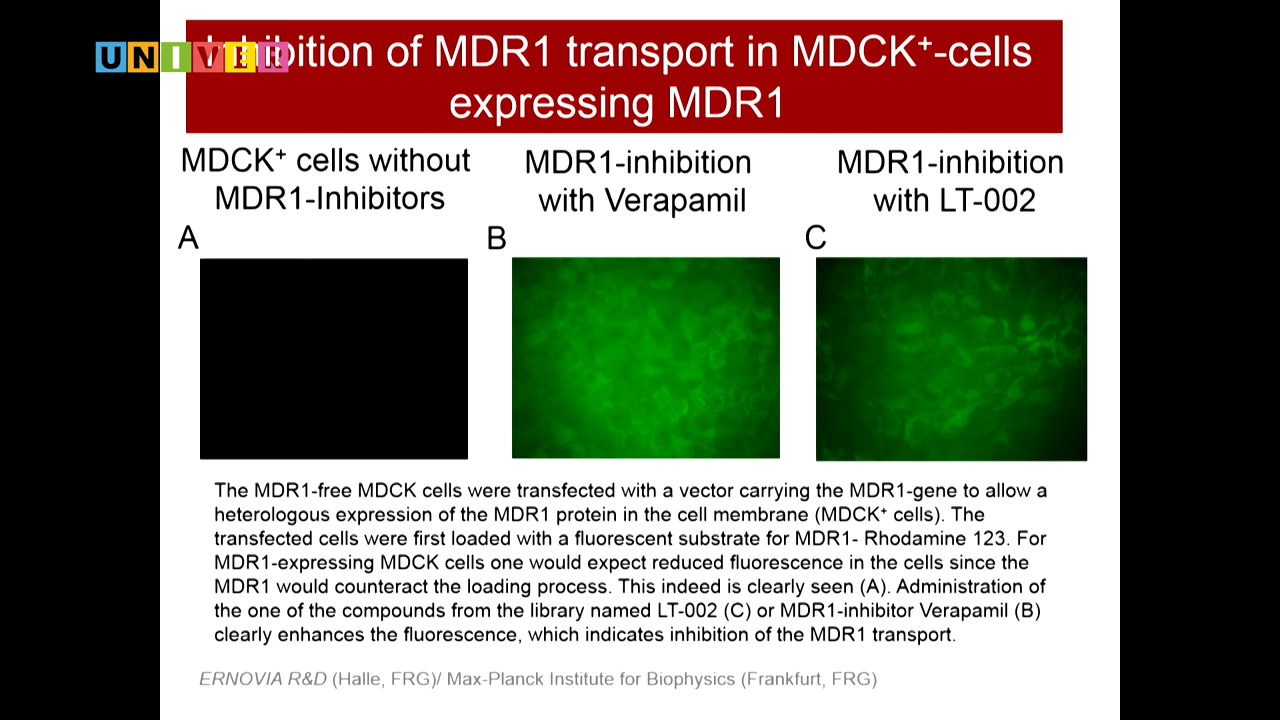 UNIVER
Inhibition of MDR1 transport in MDCK⁺-cells
expressing MDR1
MDCK⁺ cells without
MDR1-Inhibitors
MDR1-inhibition
with Verapamil
MDR1-inhibition
with LT-002
A
B
C
The MDR1-free MDCK cells were transfected with a vector carrying the MDR1-gene to allow a
heterologous expression of the MDR1 protein in the cell membrane (MDCK⁺ cells). The
transfected cells were first loaded with a fluorescent substrate for MDR1- Rhodamine 123. For
MDR1-expressing MDCK cells one would expect reduced fluorescence in the cells since the
MDR1 would counteract the loading process. This indeed is clearly seen (A). Administration of
the one of the compounds from the library named LT-002 (C) or MDR1-inhibitor Verapamil (B)
clearly enhances the fluorescence, which indicates inhibition of the MDR1 transport.
ERNOVIA R&D (Halle, FRG)/ Max-Planck Institute for Biophysics (Frankfurt, FRG)